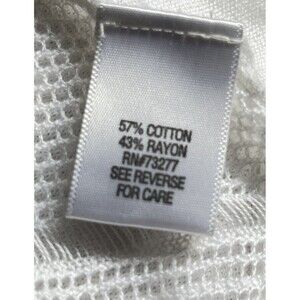 57% COTTON
43% RAYON
RN#73277
SEE REVERSE
FOR CARE